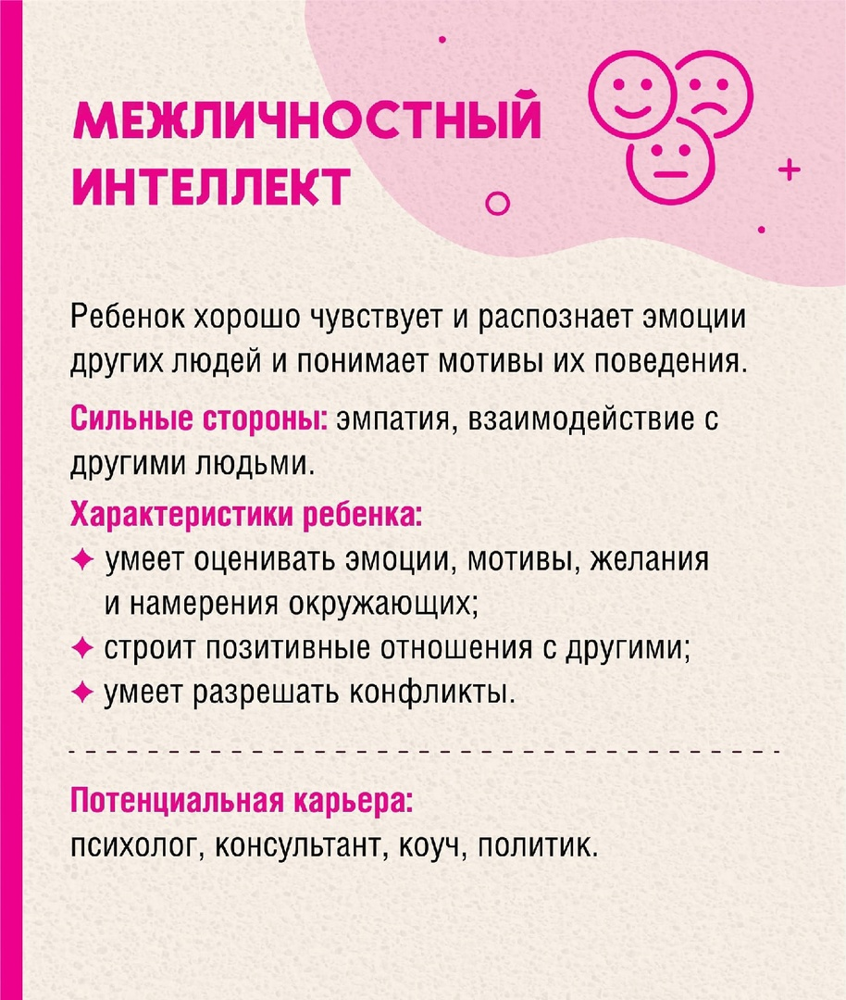 МЕЖЛИЧНОСТНЫЙ
ИНТЕЛЛЕКТ
Ребенок хорошо чувствует и распознает эмоции
других людей и понимает мотивы их поведения.
Сильные стороны: эмпатия, взаимодействие с
другими людьми.
Характеристики ребенка:
✦ умеет оценивать эмоции, мотивы, желания
и намерения окружающих;
✦ строит позитивные отношения с другими;
✦ умеет разрешать конфликты.
Потенциальная карьера:
психолог, консультант, коуч, политик.